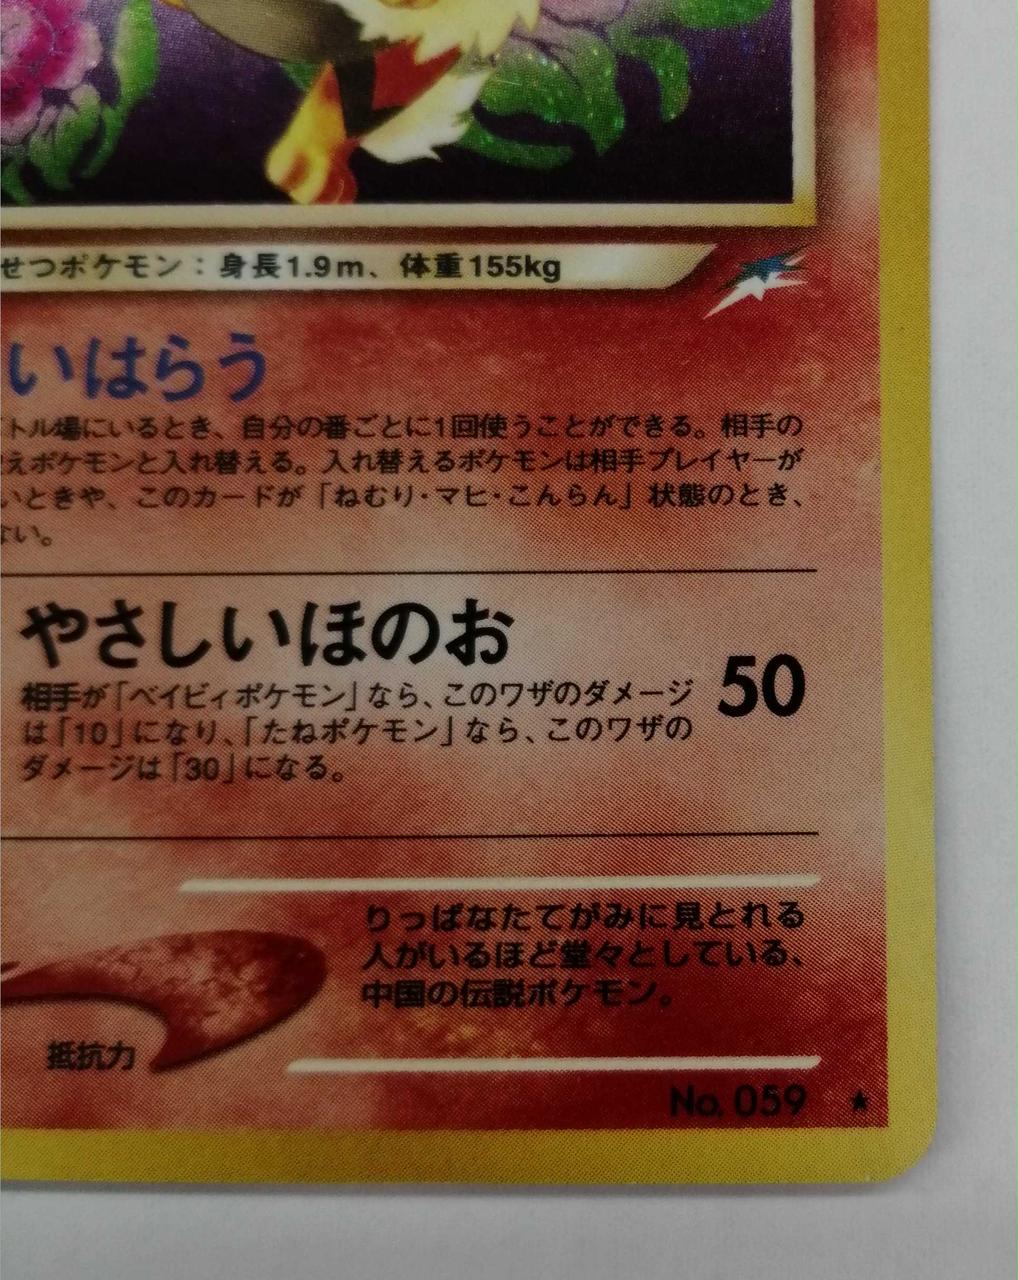 せつポケモン：身長1.9m、体重155kg
いはらう
トル場にいるとき、自分の番ごとに1回使うことができる。相手の
えポケモンと入れ替える。入れ替えるポケモンは相手プレイヤーが
いときや、このカードが「ねむり・マヒ・こんらん」状態のとき、
ない。
やさしいほのお
相手が「ベイビィポケモン」なら、このワザのダメージ
は「10」になり、「たねポケモン」なら、このワザの
ダメージは「30」になる。
50
りっぱなたてがみに見とれる
人がいるほど堂々としている、
中国の伝説ポケモン。
抵抗力
No. 059 ★